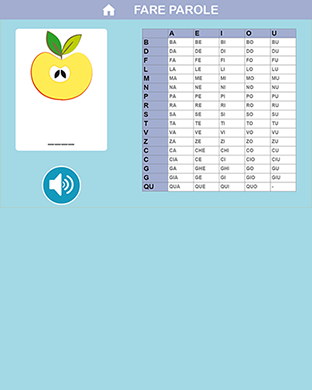 FARE PAROLE
A E I O U
B BA BE BI BO BU
D DA DE DI DO DU
F FA FE FI FO FU
L LA LE LI LO LU
M MA ME MI MO MU
N NA NE NI NO NU
P PA PE PI PO PU
R RA RE RI RO RU
S SA SE SI SO SU
T TA TE TI TO TU
V VA VE VI VO VU
Z ZA ZE ZI ZO ZU
C CA CHE CHI CO CU
C CIA CE CI CIO CIU
G GA GHE GHI GO GU
G GIA GE GI GIO GIU
QU QUA QUE QUI QUO -